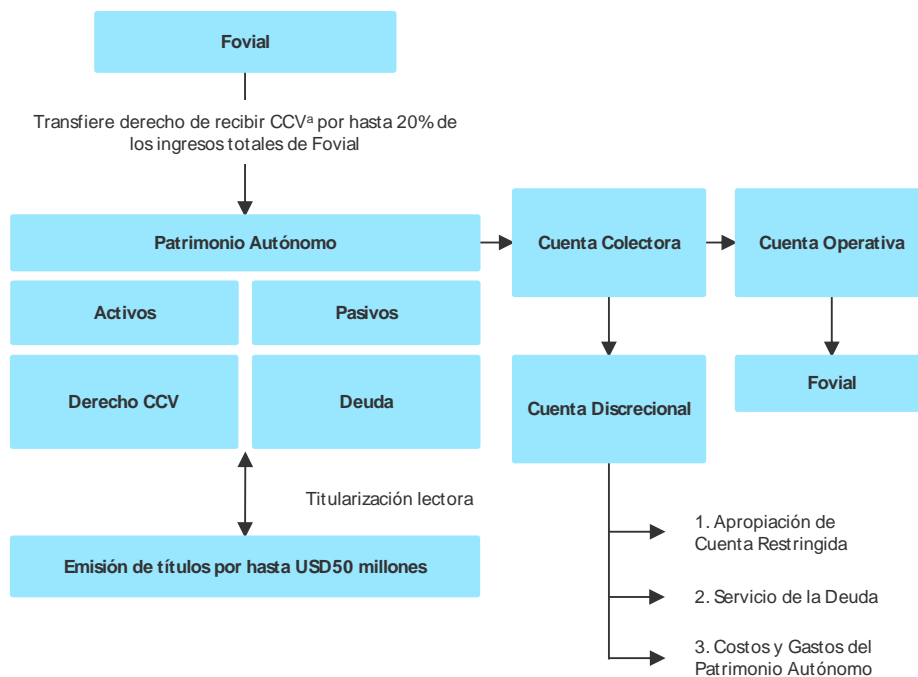 Fovial
Transfiere derecho de recibir CCVª por hasta 20% de
los ingresos totales de Fovial
Patrimonio Autónomo
Cuenta Colectora
Cuenta Operativa
Activos
Pasivos
Derecho CCV
Deuda
Cuenta Discrecional
Fovial
Titularización lectora
Emisión de títulos por hasta USD50 millones
1. Apropiación de
Cuenta Restringida
2. Servicio de la Deuda
3. Costos y Gastos del
Patrimonio Autónomo